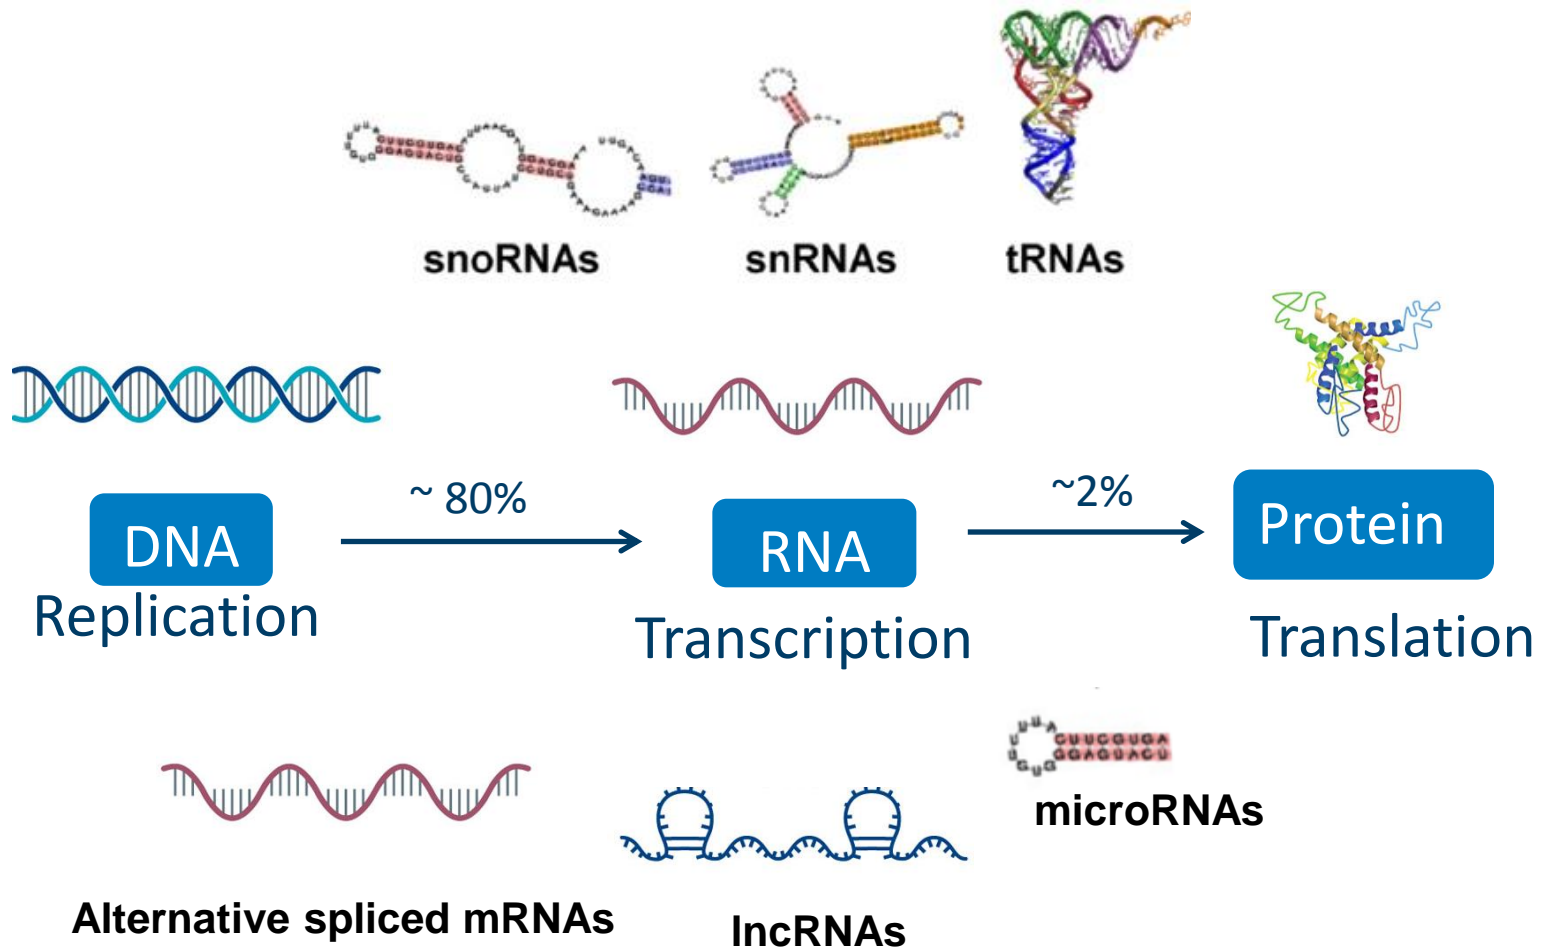 snoRNAs
snRNAs
tRNAs
~ 80%
~2%
DNA
RNA
Protein
Replication
Transcription
Translation
microRNAs
Alternative spliced mRNAs
lncRNAs